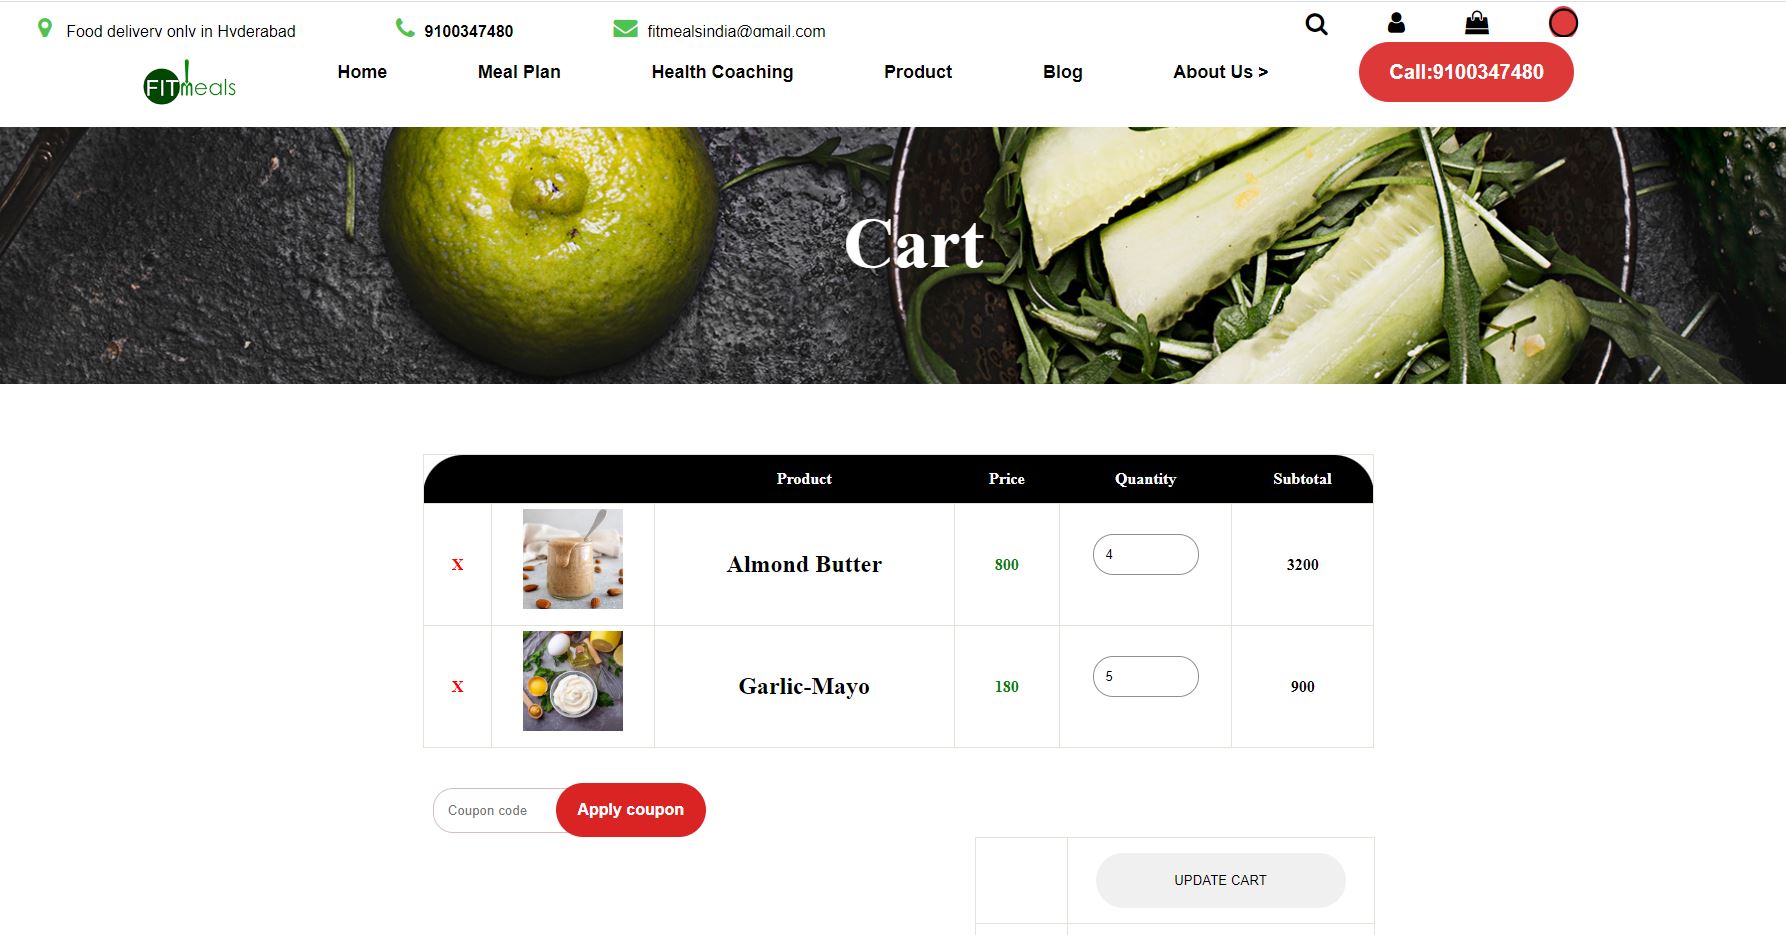 Food delivery only in Hyderabad
9100347480
fitmealsindia@gmail.com
FITmeals
Home
Meal Plan
Health Coaching
Product
Blog
About Us >
Call:9100347480
Cart
Product Price Quantity Subtotal
X Almond Butter 800 4 3200
X Garlic-Mayo 180 5 900
Coupon code
Apply coupon
UPDATE CART